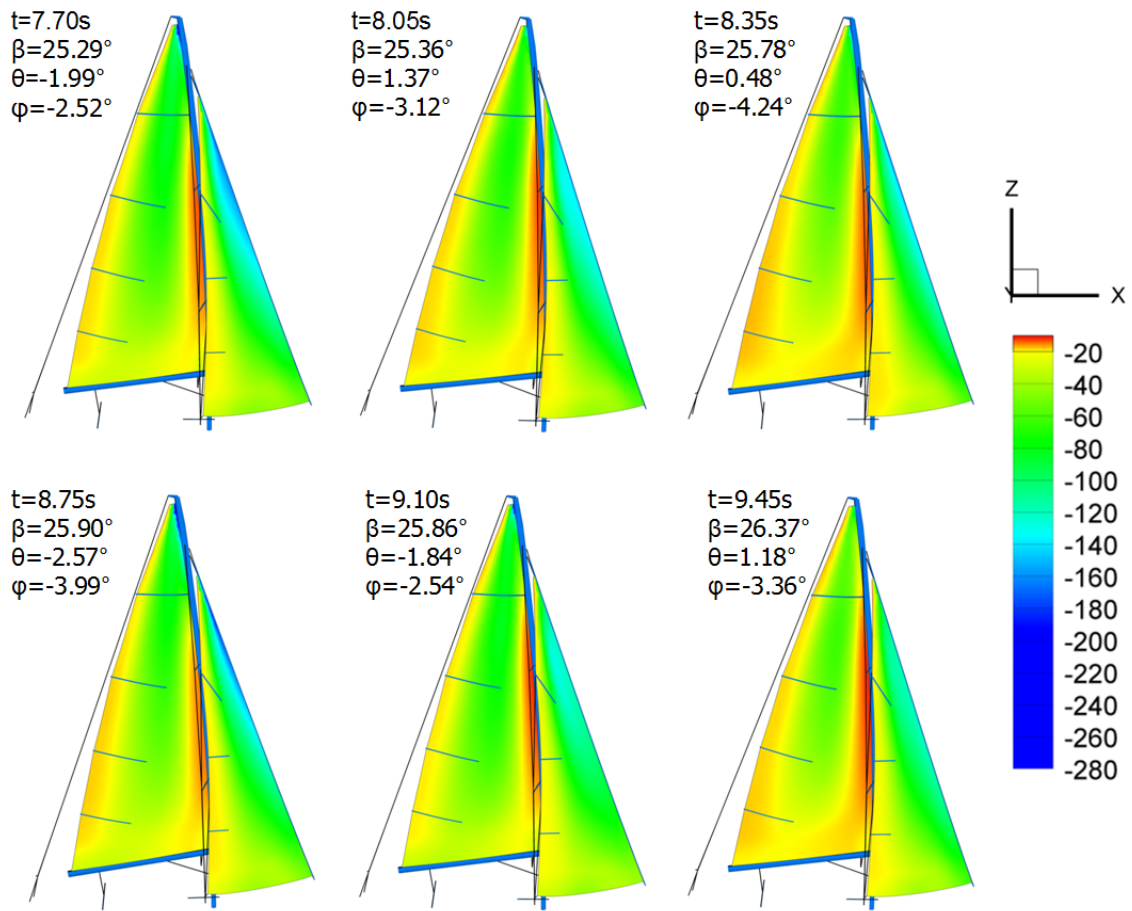 t=7.70s
β=25.29°
θ=-1.99°
φ=-2.52°
t=8.05s
β=25.36°
θ=1.37°
φ=-3.12°
t=8.35s
β=25.78°
θ=0.48°
φ=-4.24°
Z
Y
X
-20
-40
-60
-80
-100
-120
-140
-160
-180
-200
-220
-240
-260
-280
t=8.75s
β=25.90°
θ=-2.57°
φ=-3.99°
t=9.10s
β=25.86°
θ=-1.84°
φ=-2.54°
t=9.45s
β=26.37°
θ=1.18°
φ=-3.36°